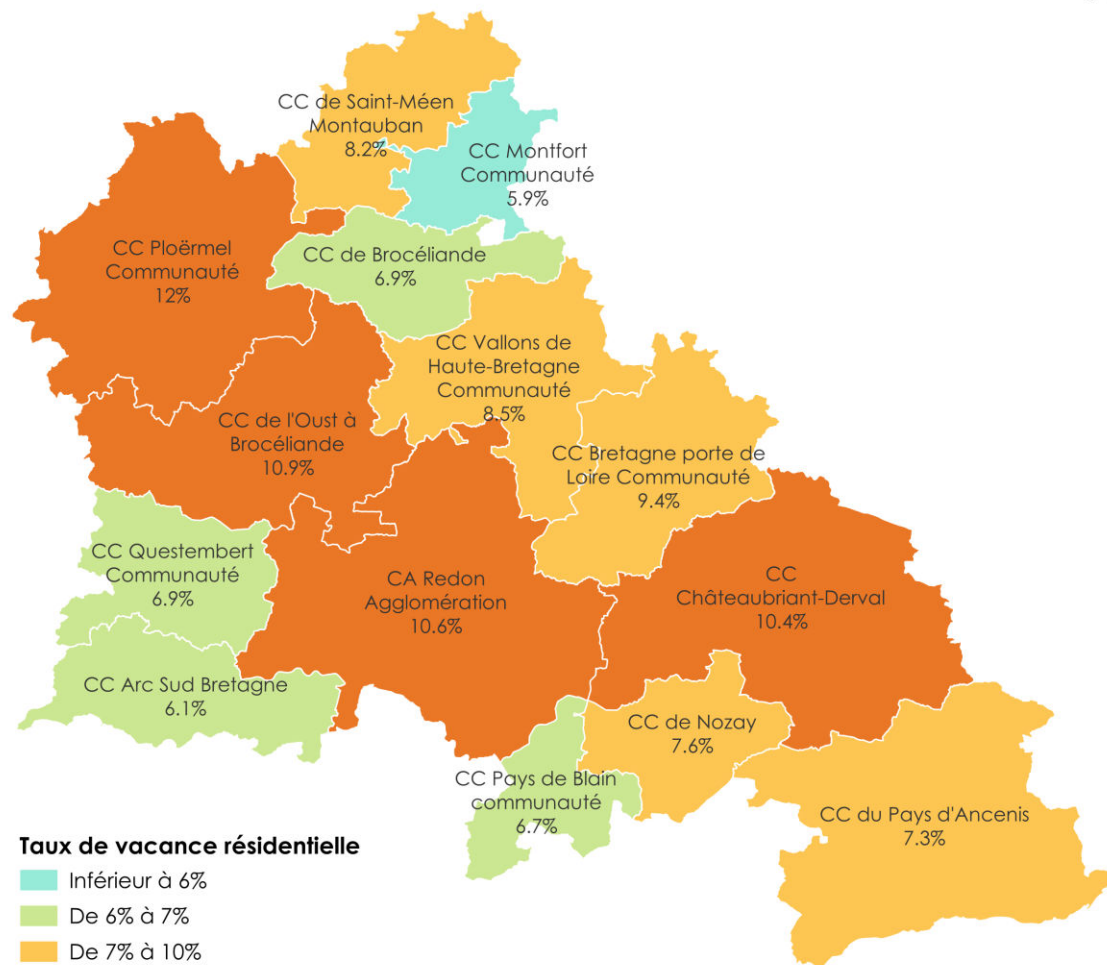 CC de Saint-Méen
Montauban
8.2%
CC Montfort
Communauté
5.9%
CC Ploërmel
Communauté
12%
CC de Brocéliande
6.9%
CC Vallons de
Haute-Bretagne
Communauté
8.5%
CC de l'Oust à
Brocéliande
10.9%
CC Bretagne porte de
Loire Communauté
9.4%
CC Questembert
Communauté
6.9%
CA Redon
Agglomération
10.6%
CC
Châteaubriant-Derval
10.4%
CC Arc Sud Bretagne
6.1%
CC de Nozay
7.6%
CC Pays de Blain
communauté
6.7%
CC du Pays d'Ancenis
7.3%
Taux de vacance résidentielle
Inférieur à 6%
De 6% à 7%
De 7% à 10%